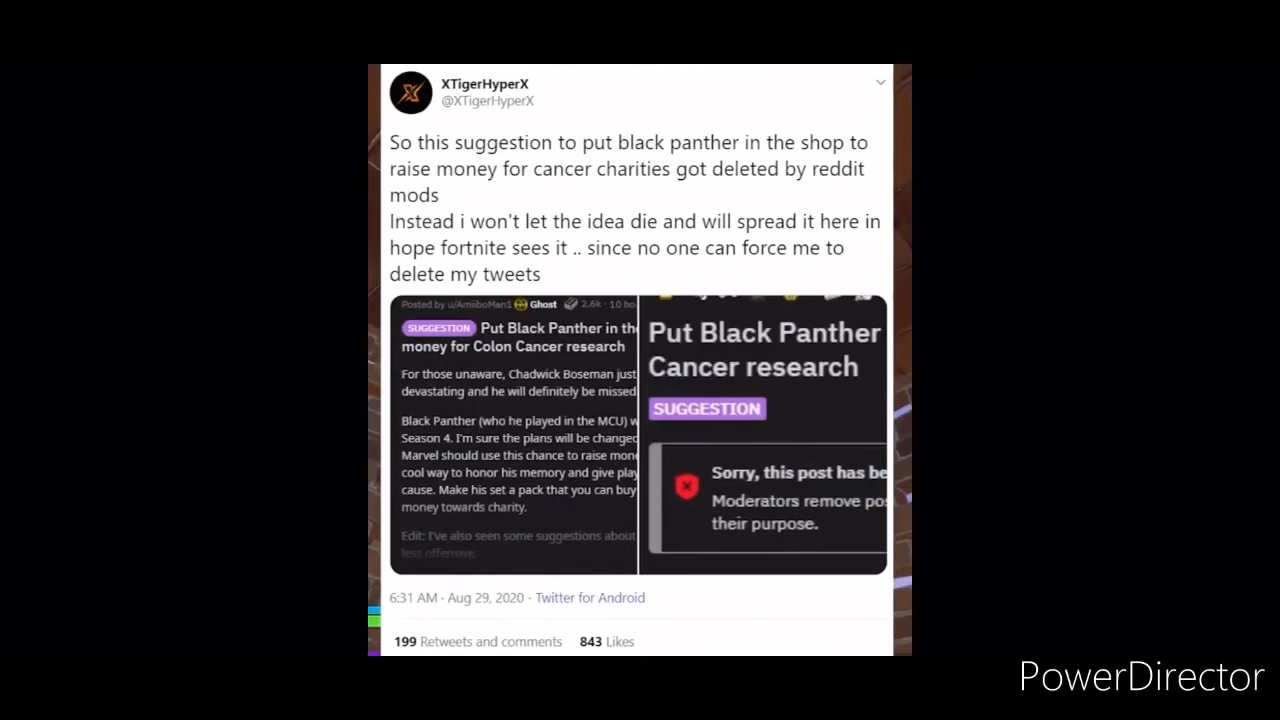 XTigerHyperX
@XTigerHyperX
So this suggestion to put black panther in the shop to
raise money for cancer charities got deleted by reddit
mods
Instead i won't let the idea die and will spread it here in
hope fortnite sees it .. since no one can force me to
delete my tweets
Posted by u/AmiiboMan1 Ghost 2.6k · 10 ho
SUGGESTION Put Black Panther in the
money for Colon Cancer research
For those unaware, Chadwick Boseman just
devastating and he will definitely be missed
Black Panther (who he played in the MCU) w
Season 4. I'm sure the plans will be changed
Marvel should use this chance to raise mone
cool way to honor his memory and give play
cause. Make his set a pack that you can buy
money towards charity.
Edit: I've also seen some suggestions about
less offensive.
Put Black Panther
Cancer research
SUGGESTION
Sorry, this post has be
Moderators remove pos
their purpose.
6:31 AM · Aug 29, 2020 · Twitter for Android
199 Retweets and comments 843 Likes
PowerDirector